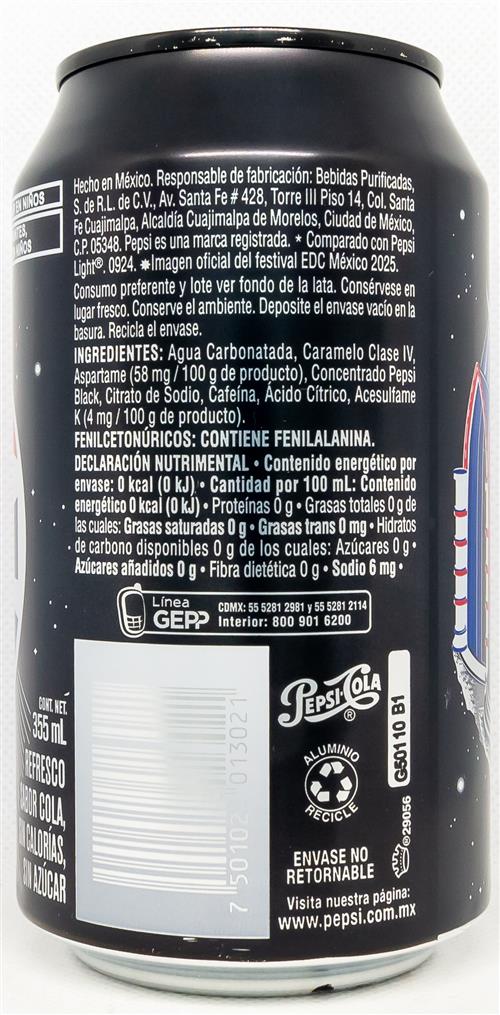 EN NIÑOS
NTES,
NIÑOS
Hecho en México. Responsable de fabricación: Bebidas Purificadas,
S. de R.L. de C.V., Av. Santa Fe # 428, Torre III Piso 14, Col. Santa
Fe Cuajimalpa, Alcaldía Cuajimalpa de Morelos, Ciudad de México,
C.P. 05348. Pepsi es una marca registrada. * Comparado con Pepsi
Light®. 0924. ✷Imagen oficial del festival EDC México 2025.
Consumo preferente y lote ver fondo de la lata. Consérvese en
lugar fresco. Conserve el ambiente. Deposite el envase vacío en la
basura. Recicla el envase.
INGREDIENTES: Agua Carbonatada, Caramelo Clase IV,
Aspartame (58 mg / 100 g de producto), Concentrado Pepsi
Black, Citrato de Sodio, Cafeína, Ácido Cítrico, Acesulfame
K (4 mg / 100 g de producto).
FENILCETONÚRICOS: CONTIENE FENILALANINA.
DECLARACIÓN NUTRIMENTAL • Contenido energético por
envase: 0 kcal (0 kJ) • Cantidad por 100 mL: Contenido
energético 0 kcal (0 kJ) • Proteínas 0 g • Grasas totales 0 g de
las cuales: Grasas saturadas 0 g • Grasas trans 0 mg • Hidratos
de carbono disponibles 0 g de los cuales: Azúcares 0 g •
Azúcares añadidos 0 g • Fibra dietética 0 g • Sodio 6 mg •
Línea
GEPP
CDMX: 55 5281 2981 y 55 5281 2114
Interior: 800 901 6200
CONT. NET.
355 mL
REFRESCO
SABOR COLA,
SIN CALORÍAS,
SIN AZÚCAR
7 50102 013021
PEPSI-COLA
®
G501 10 B1
ALUMINIO
RECICLE
®29056
ENVASE NO
RETORNABLE
Visita nuestra página:
www.pepsi.com.mx